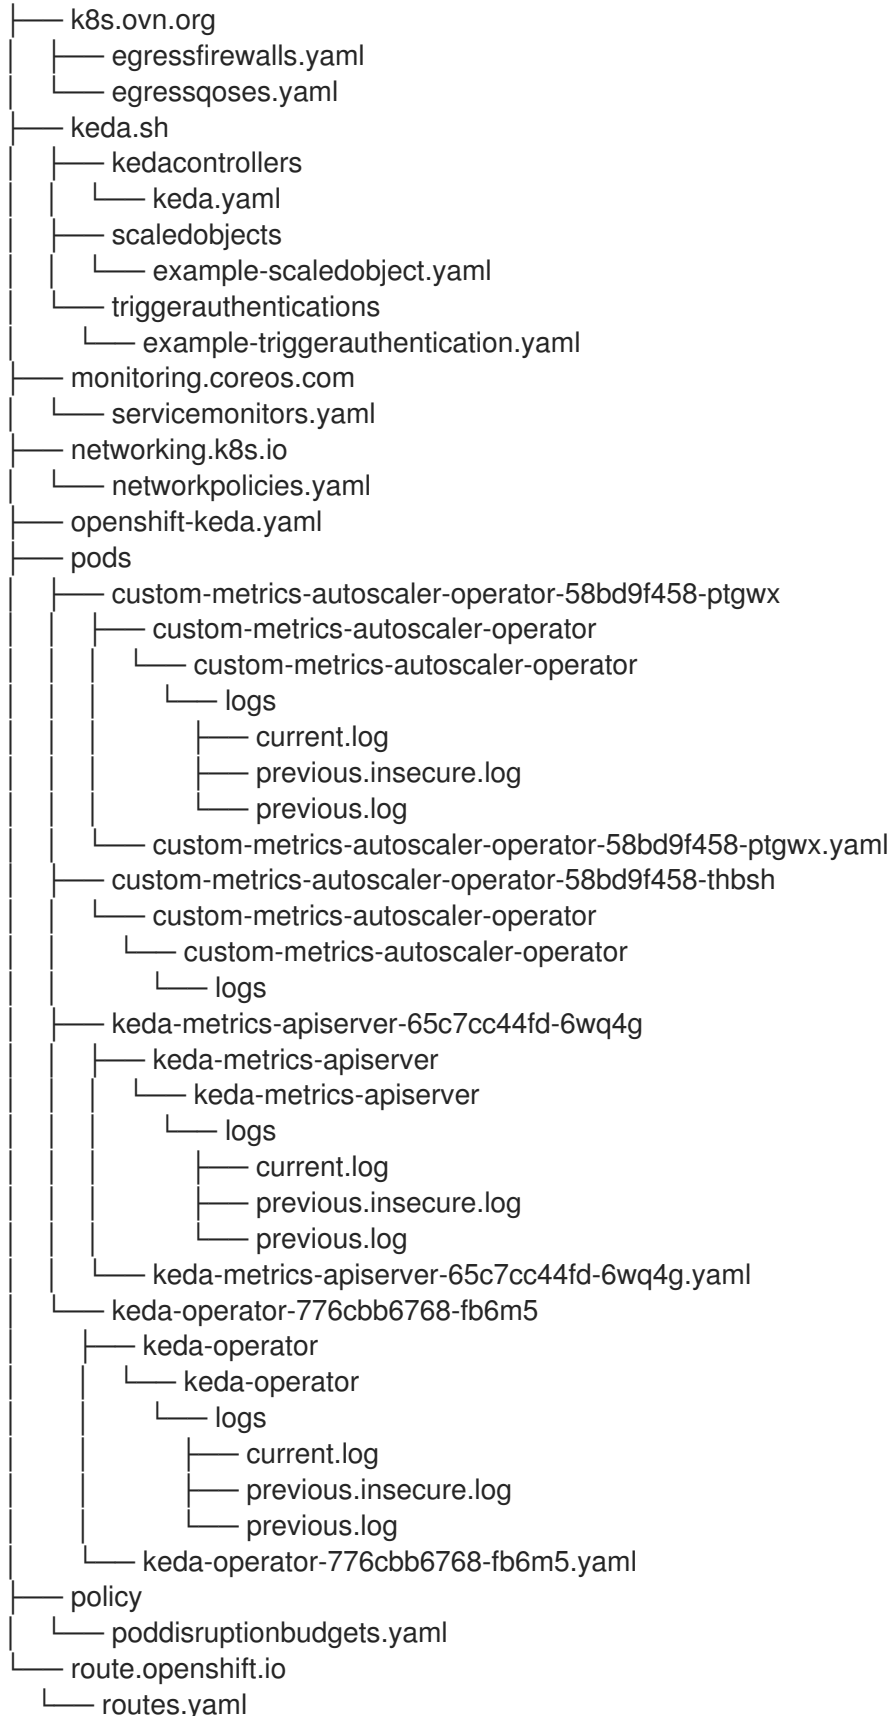 ├── k8s.ovn.org
│   ├── egressfirewalls.yaml
│   └── egressqoses.yaml
├── keda.sh
│   ├── kedacontrollers
│   │   └── keda.yaml
│   ├── scaledobjects
│   │   └── example-scaledobject.yaml
│   └── triggerauthentications
│       └── example-triggerauthentication.yaml
├── monitoring.coreos.com
│   └── servicemonitors.yaml
├── networking.k8s.io
│   └── networkpolicies.yaml
├── openshift-keda.yaml
├── pods
│   ├── custom-metrics-autoscaler-operator-58bd9f458-ptgwx
│   │   ├── custom-metrics-autoscaler-operator
│   │   │   └── custom-metrics-autoscaler-operator
│   │   │       └── logs
│   │   │           ├── current.log
│   │   │           ├── previous.insecure.log
│   │   │           └── previous.log
│   │   └── custom-metrics-autoscaler-operator-58bd9f458-ptgwx.yaml
│   ├── custom-metrics-autoscaler-operator-58bd9f458-thbsh
│   │   └── custom-metrics-autoscaler-operator
│   │       └── custom-metrics-autoscaler-operator
│   │           └── logs
│   ├── keda-metrics-apiserver-65c7cc44fd-6wq4g
│   │   ├── keda-metrics-apiserver
│   │   │   └── keda-metrics-apiserver
│   │   │       └── logs
│   │   │           ├── current.log
│   │   │           ├── previous.insecure.log
│   │   │           └── previous.log
│   │   └── keda-metrics-apiserver-65c7cc44fd-6wq4g.yaml
│   └── keda-operator-776cbb6768-fb6m5
│       ├── keda-operator
│       │   └── keda-operator
│       │       └── logs
│       │           ├── current.log
│       │           ├── previous.insecure.log
│       │           └── previous.log
│       └── keda-operator-776cbb6768-fb6m5.yaml
├── policy
│   └── poddisruptionbudgets.yaml
└── route.openshift.io
    └── routes.yaml